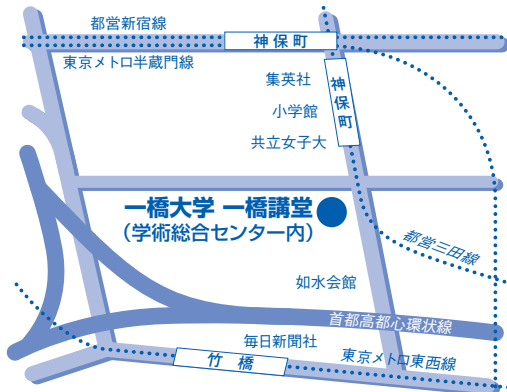 都営新宿線
神保町
東京メトロ半蔵門線
集英社
神保町
小学館
共立女子大
一橋大学 一橋講堂
(学術総合センター内)
都営三田線
如水会館
首都高都心環状線
毎日新聞社
竹橋
東京メトロ東西線